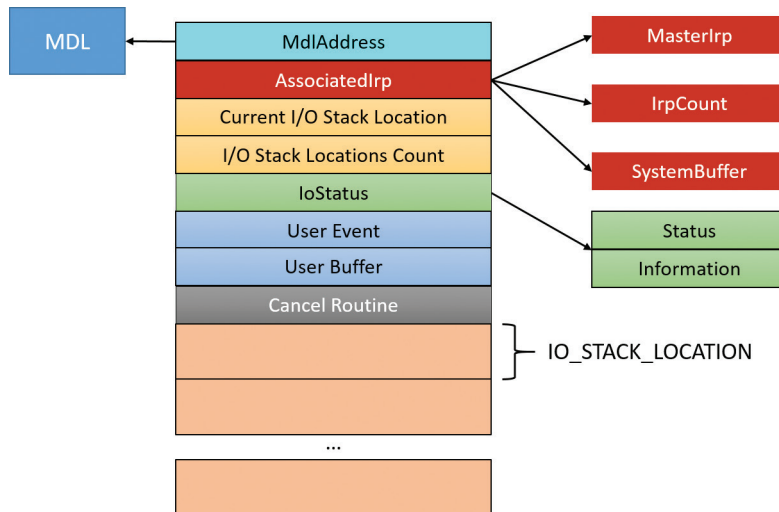 MDL
MdlAddress
AssociatedIrp
Current I/O Stack Location
I/O Stack Locations Count
IoStatus
User Event
User Buffer
Cancel Routine
...
MasterIrp
IrpCount
SystemBuffer
Status
Information
IO_STACK_LOCATION